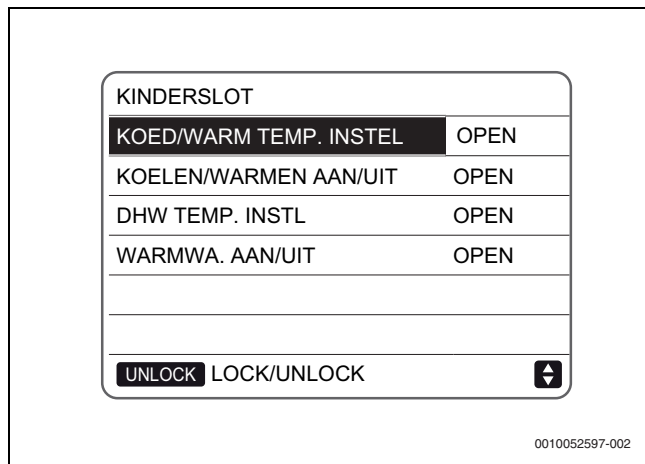 KINDERSLOT
KOED/WARM TEMP. INSTEL OPEN
KOELEN/WARMEN AAN/UIT OPEN
DHW TEMP. INSTL OPEN
WARMWA. AAN/UIT OPEN
UNLOCK LOCK/UNLOCK
0010052597-002